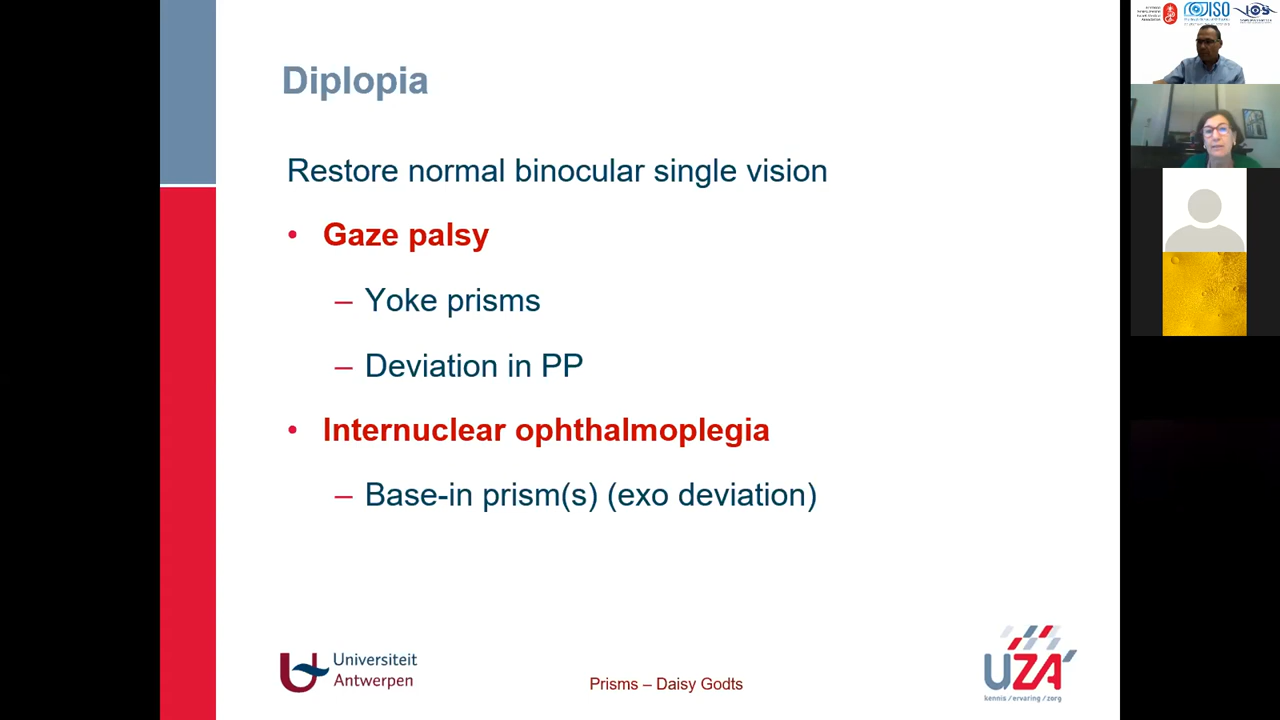 Diplopia
Restore normal binocular single vision
• Gaze palsy
– Yoke prisms
– Deviation in PP
• Internuclear ophthalmoplegia
– Base-in prism(s) (exo deviation)
Universiteit
Antwerpen
Prisms – Daisy Godts
UZA
kennis / ervaring / zorg
ISO